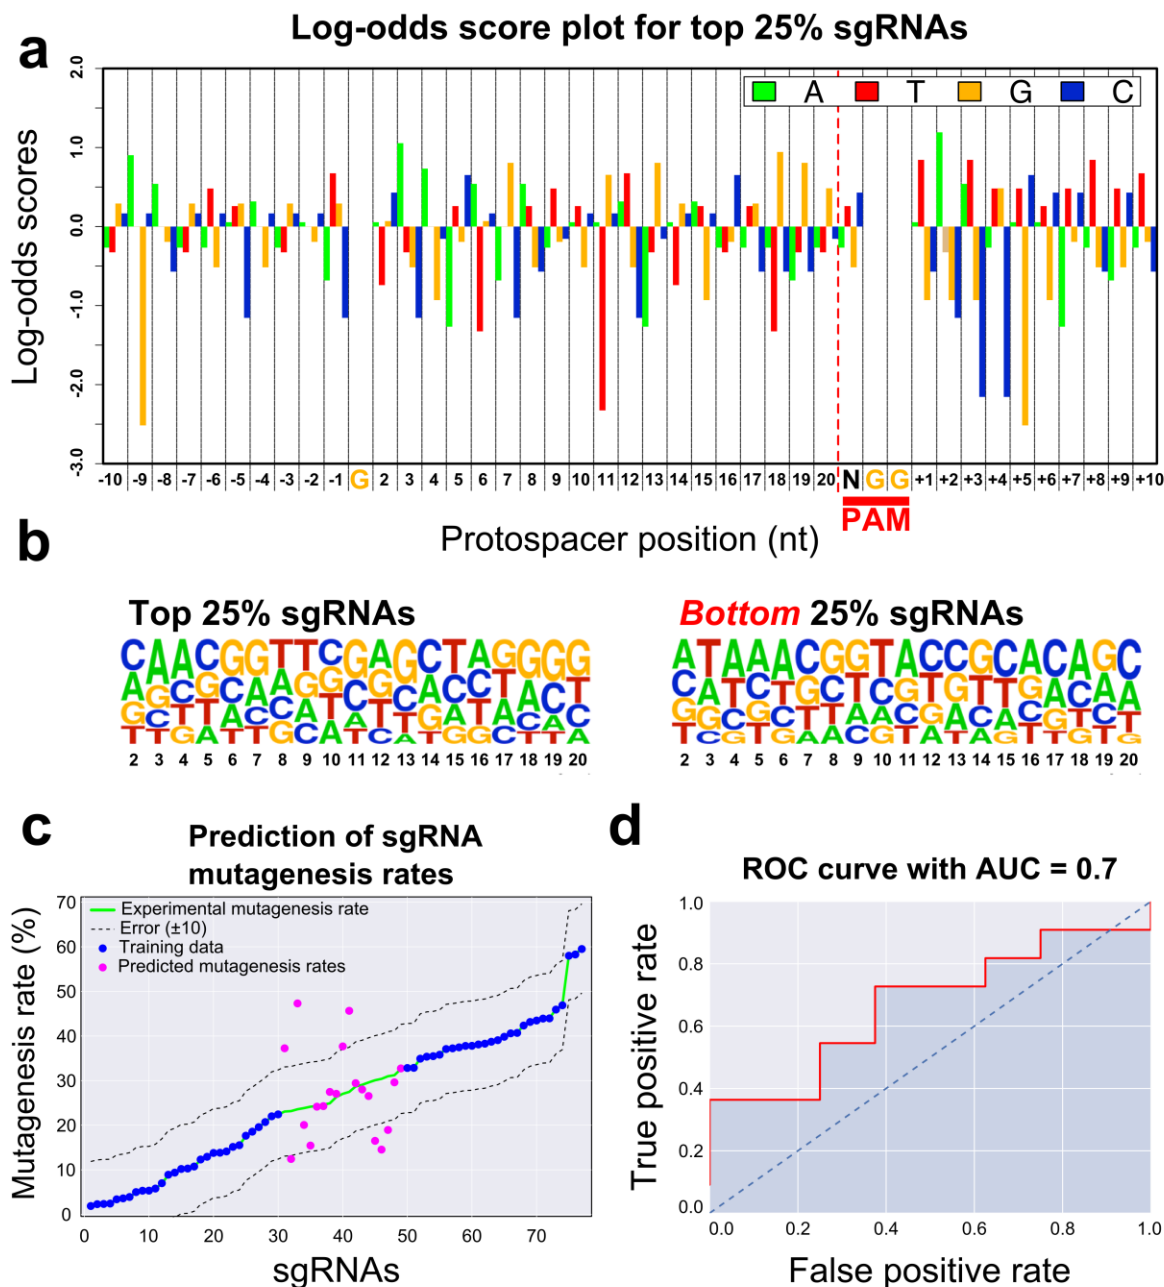 a
Log-odds score plot for top 25% sgRNAs
2.0
1.0
0.0
-1.0
-2.0
-3.0
Log-odds scores
A T G C
-10 -9 -8 -7 -6 -5 -4 -3 -2 -1 G 2 3 4 5 6 7 8 9 10 11 12 13 14 15 16 17 18 19 20 N G G +1 +2 +3 +4 +5 +6 +7 +8 +9 +10
PAM
Protospacer position (nt)
b
Top 25% sgRNAs
CAACGGTTCGAGCTAGGGG
2 3 4 5 6 7 8 9 10 11 12 13 14 15 16 17 18 19 20
Bottom 25% sgRNAs
ATAAACGGTACCGCACAGC
2 3 4 5 6 7 8 9 10 11 12 13 14 15 16 17 18 19 20
c
Prediction of sgRNA
mutagenesis rates
Experimental mutagenesis rate
Error (±10)
Training data
Predicted mutagenesis rates
70
60
50
40
30
20
10
0
Mutagenesis rate (%)
0 10 20 30 40 50 60 70
sgRNAs
d
ROC curve with AUC = 0.7
1.0
0.8
0.6
0.4
0.2
0.0
True positive rate
0.2 0.4 0.6 0.8 1.0
False positive rate